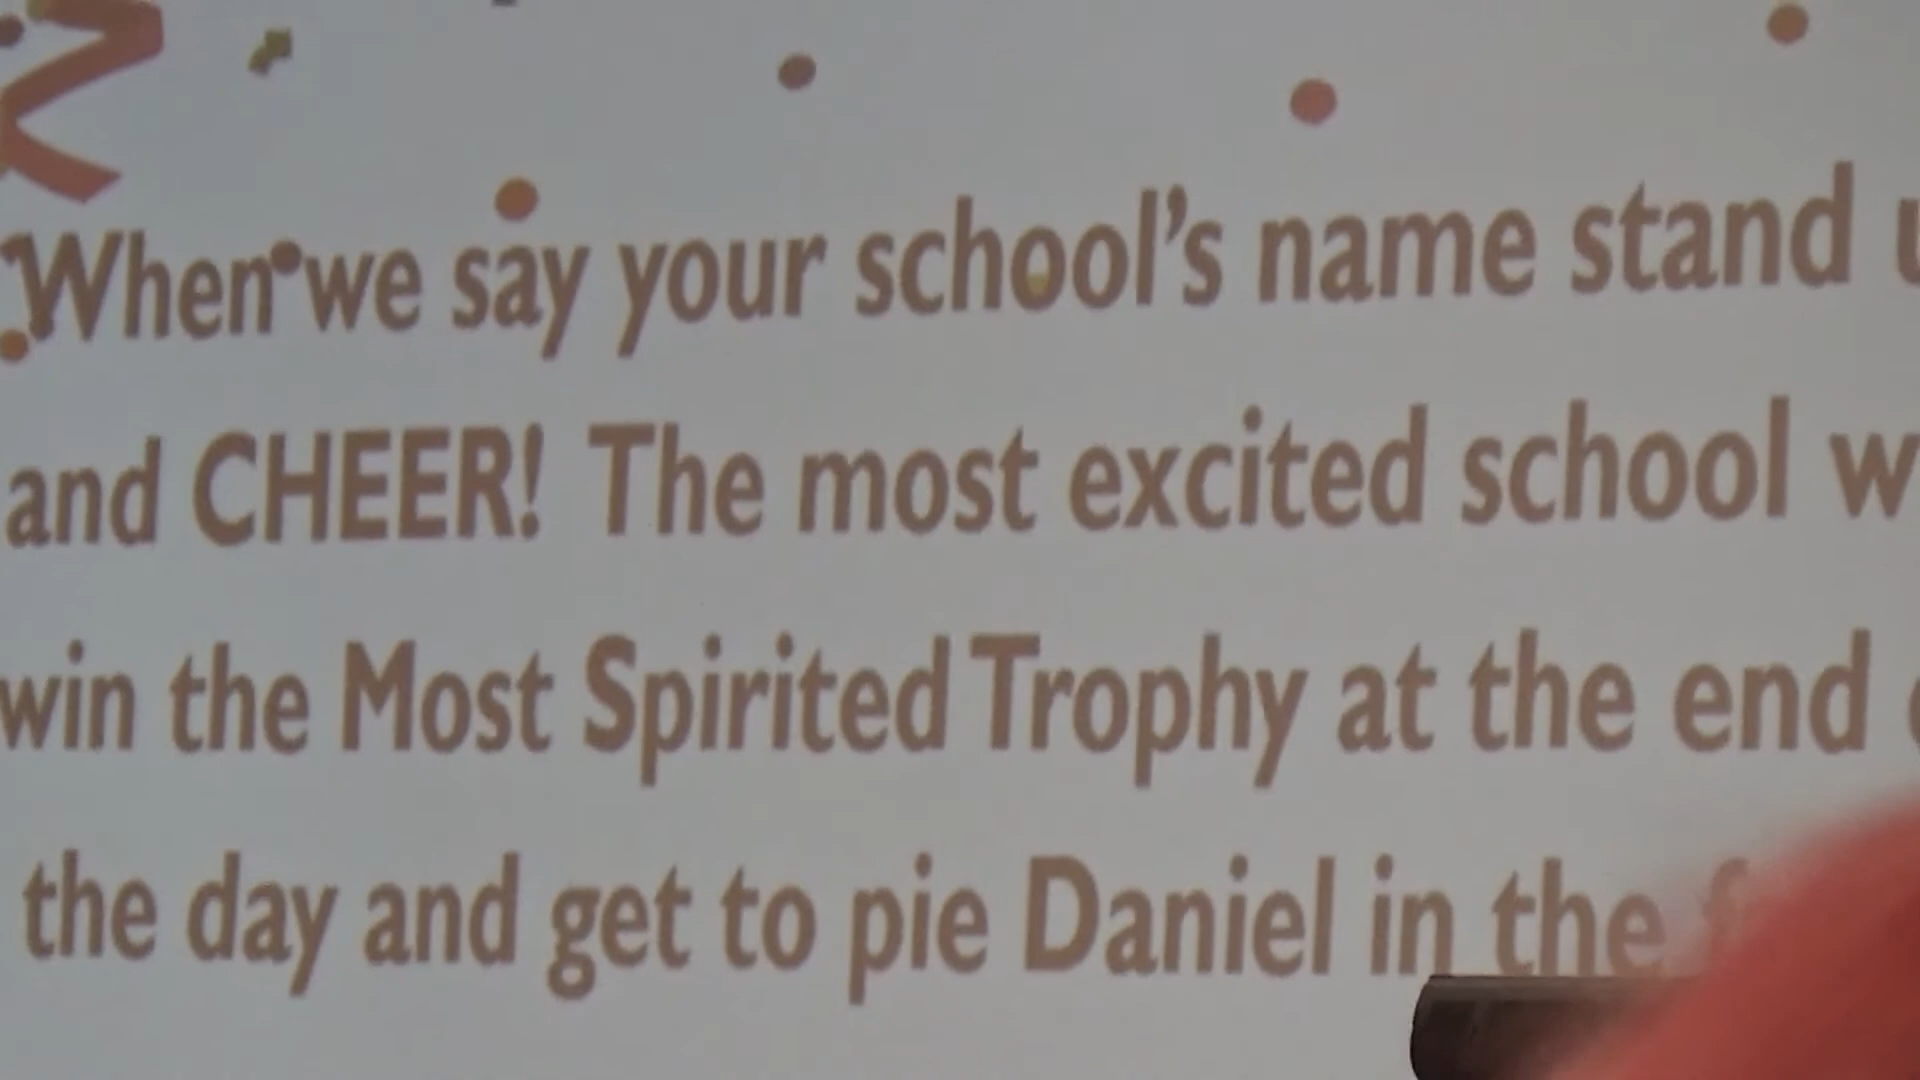 When we say your school's name stand u
and CHEER! The most excited school w
win the Most Spirited Trophy at the end
the day and get to pie Daniel in the f